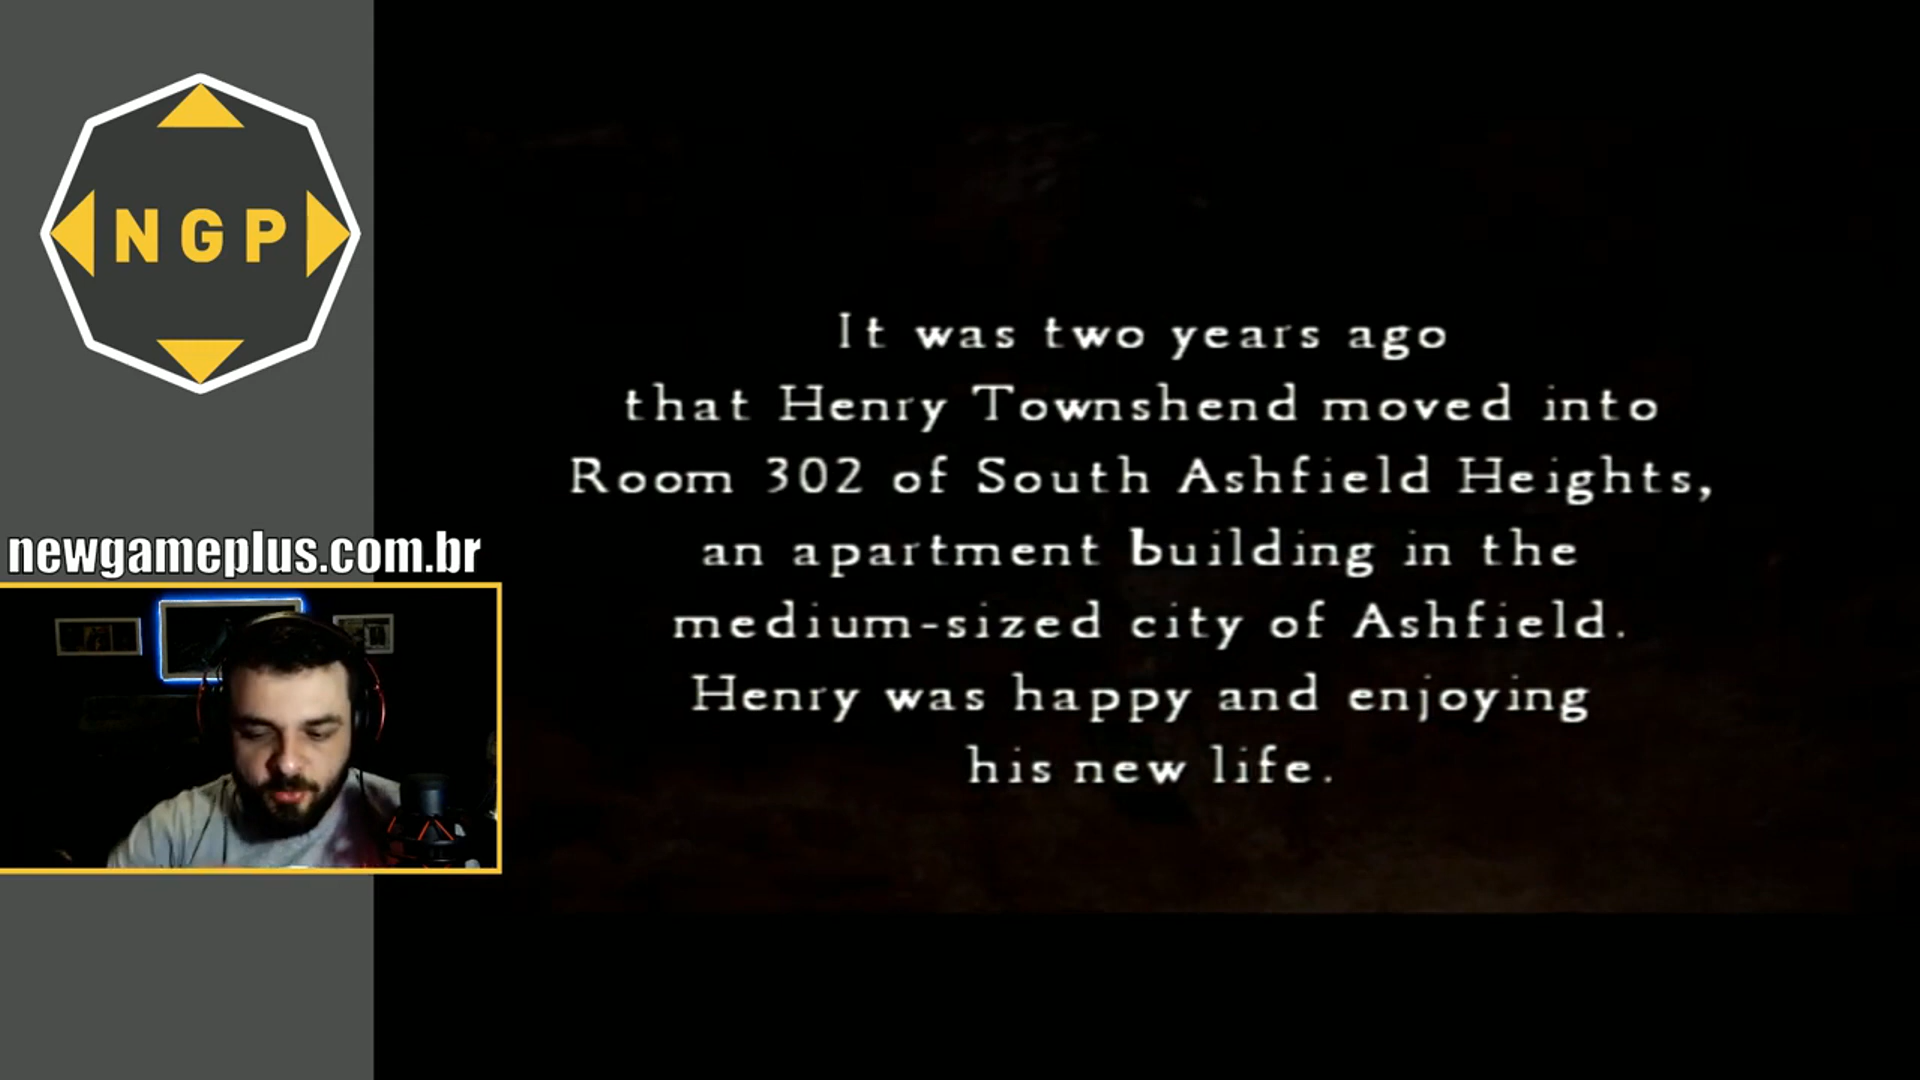 NGP
newgameplus.com.br
It was two years ago
that Henry Townshend moved into
Room 302 of South Ashfield Heights,
an apartment building in the
medium-sized city of Ashfield.
Henry was happy and enjoying
his new life.